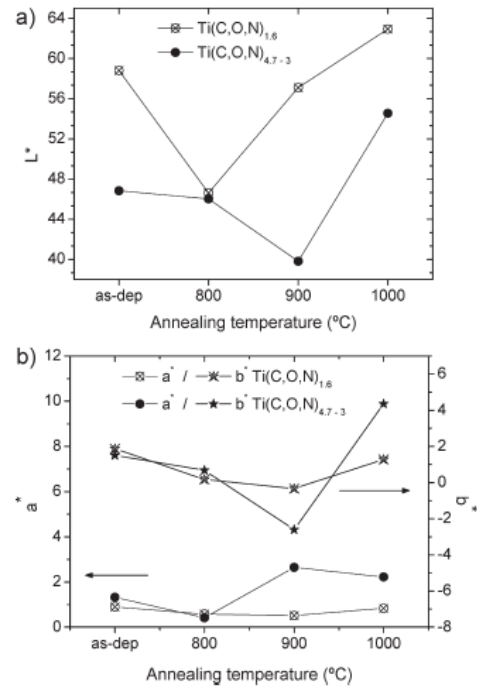 a)
64
60
56
52
48
44
40
L*
Ti(C,O,N)1.6
Ti(C,O,N)4.7 - 3
as-dep 800 900 1000
Annealing temperature (ºC)
b)
12
10
8
6
4
2
0
a*
a* / b* Ti(C,O,N)1.6
a* / b* Ti(C,O,N)4.7 - 3
6
4
2
0
-2
-4
-6
-8
b*
as-dep 800 900 1000
Annealing temperature (ºC)